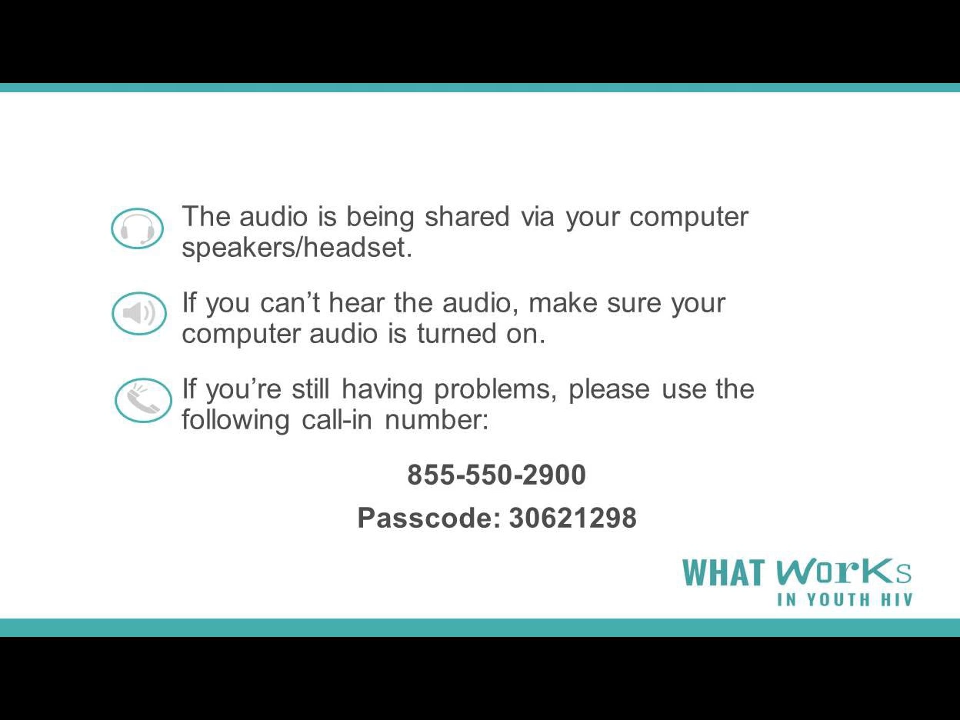 The audio is being shared via your computer
speakers/headset.
If you can’t hear the audio, make sure your
computer audio is turned on.
If you’re still having problems, please use the
following call-in number:
855-550-2900
Passcode: 30621298
WHAT WorKs
IN YOUTH HIV